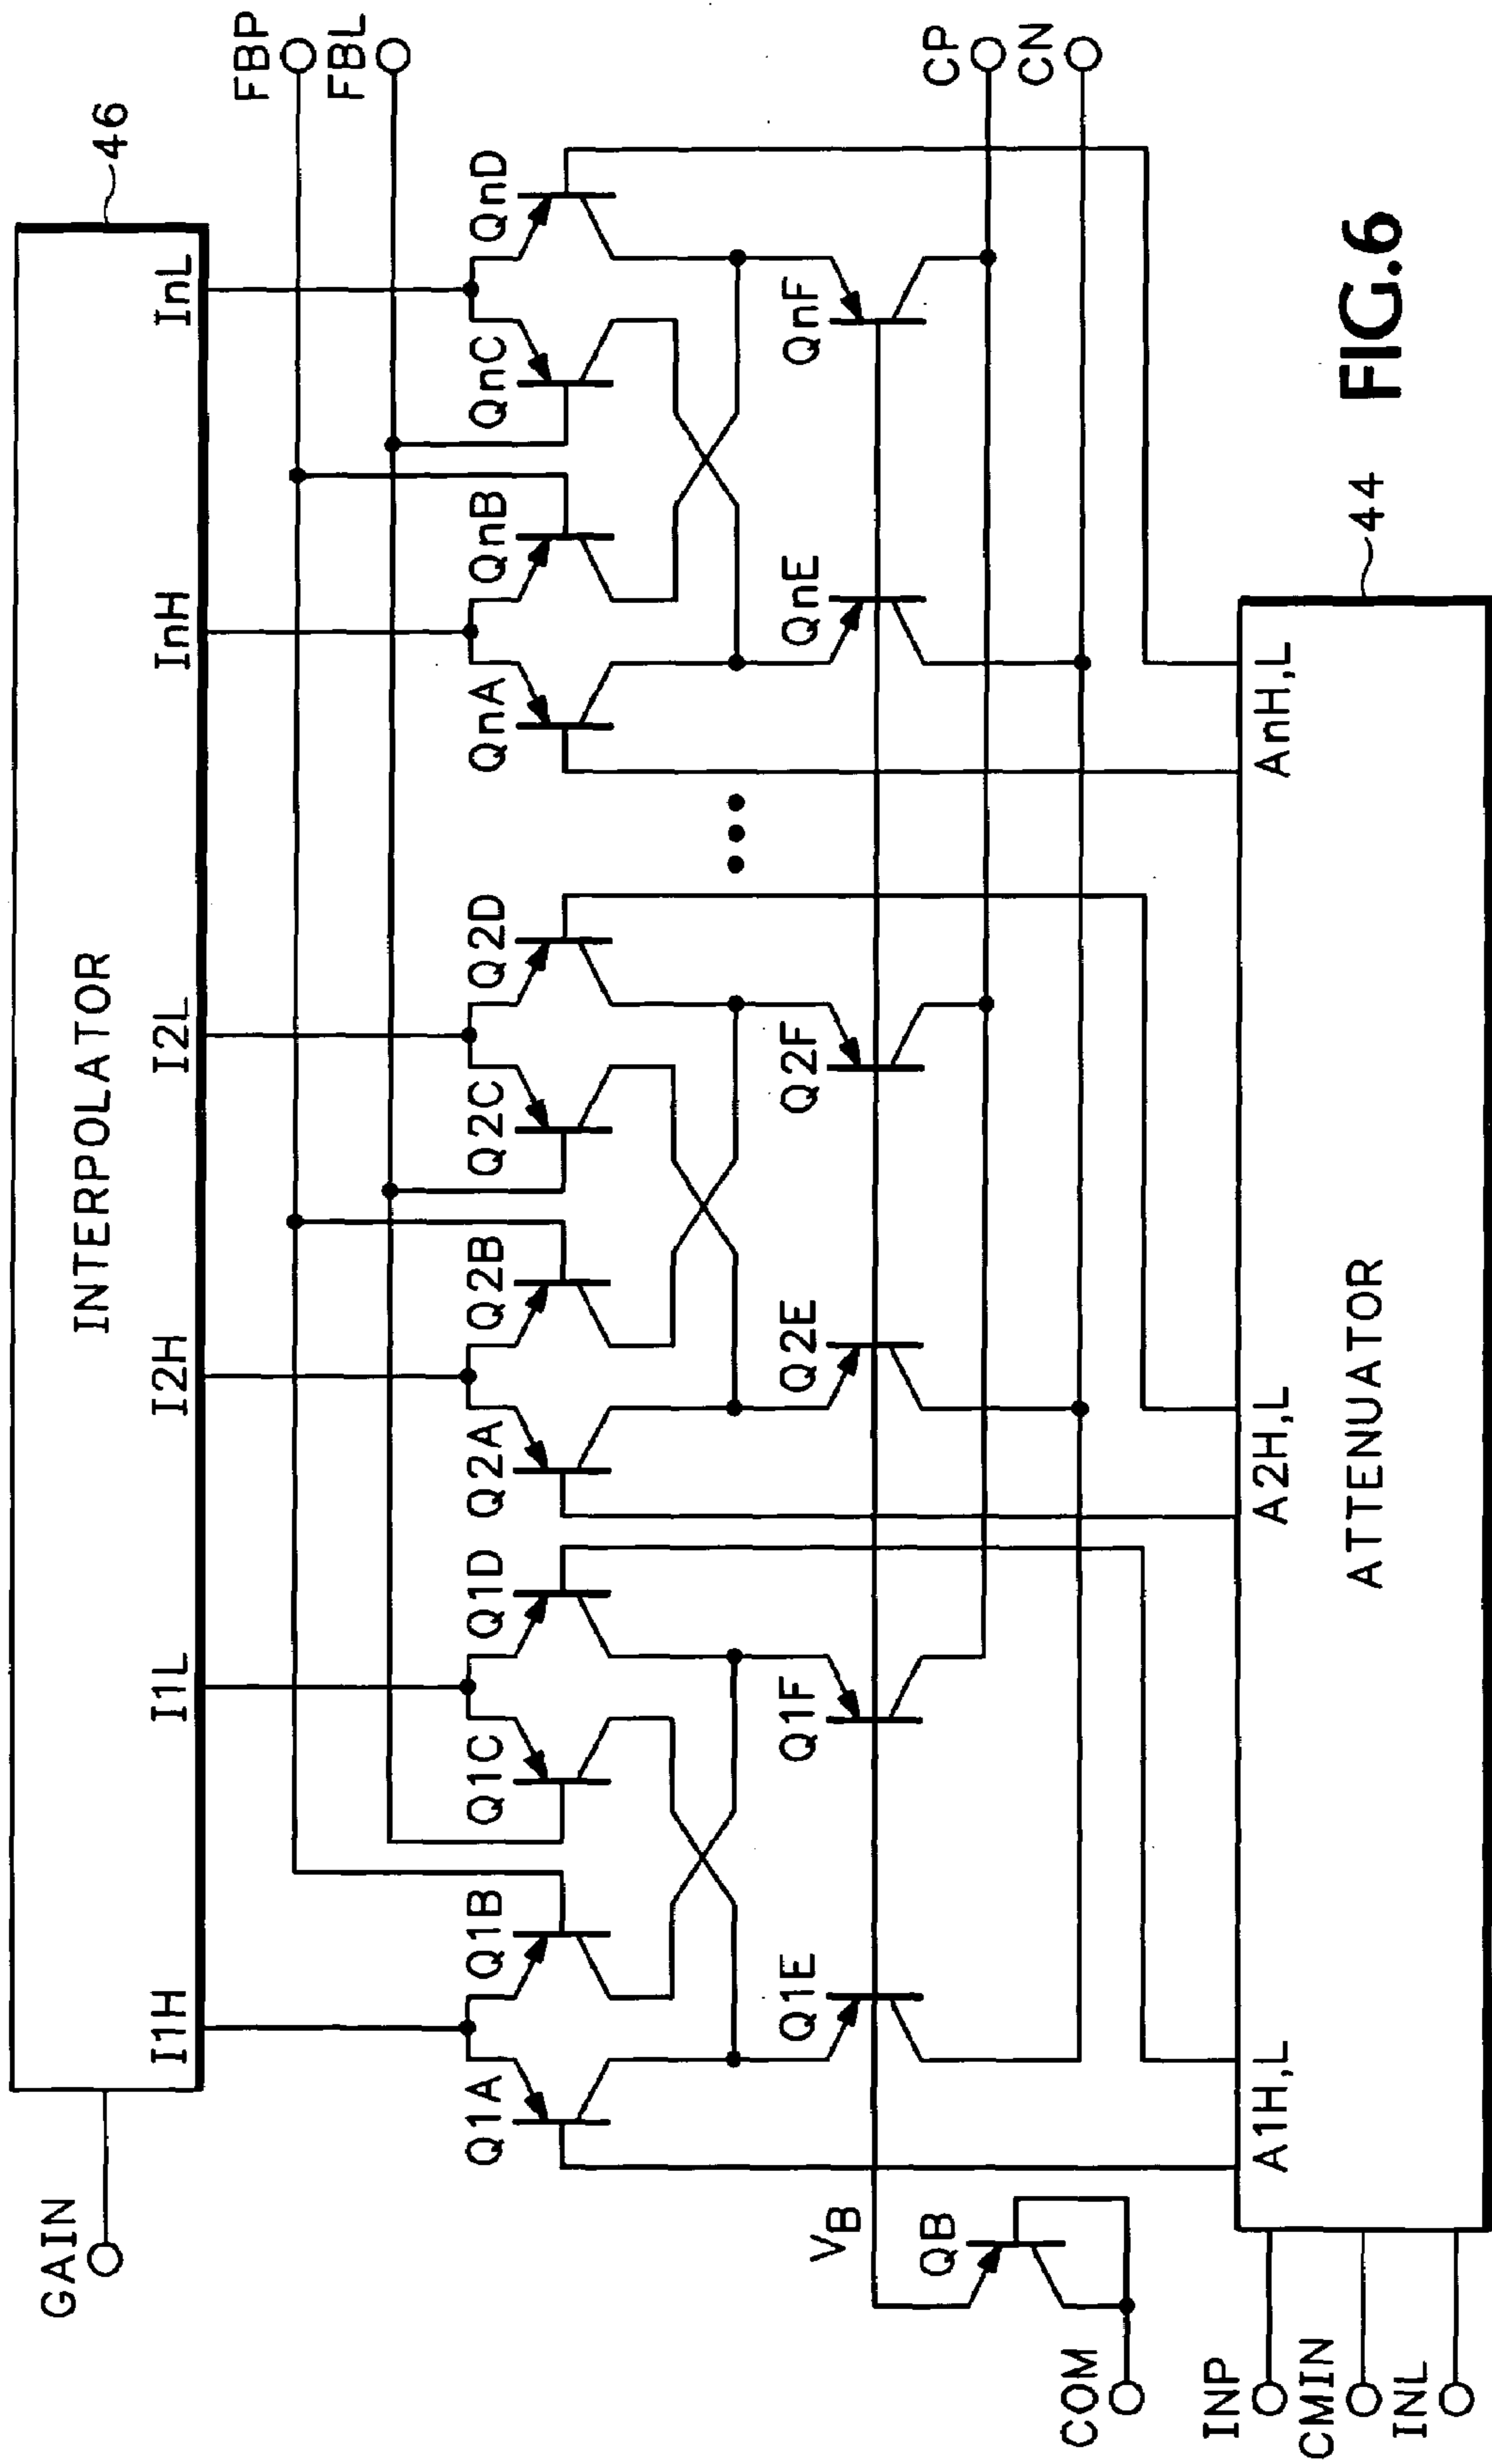 GAIN
INTERPOLATOR
46
I1H
I1L
I2H
I2L
InH
InL
FBP
FBL
Q1A
Q1B
Q1C
Q1D
Q2A
Q2B
Q2C
Q2D
QnA
QnB
QnC
QnD
Q1E
Q1F
Q2E
Q2F
QnE
QnF
VB
QB
CP
CN
COM
INP
CMIN
INL
A1H,L
A2H,L
AnH,L
ATTENUATOR
44
FIG.6